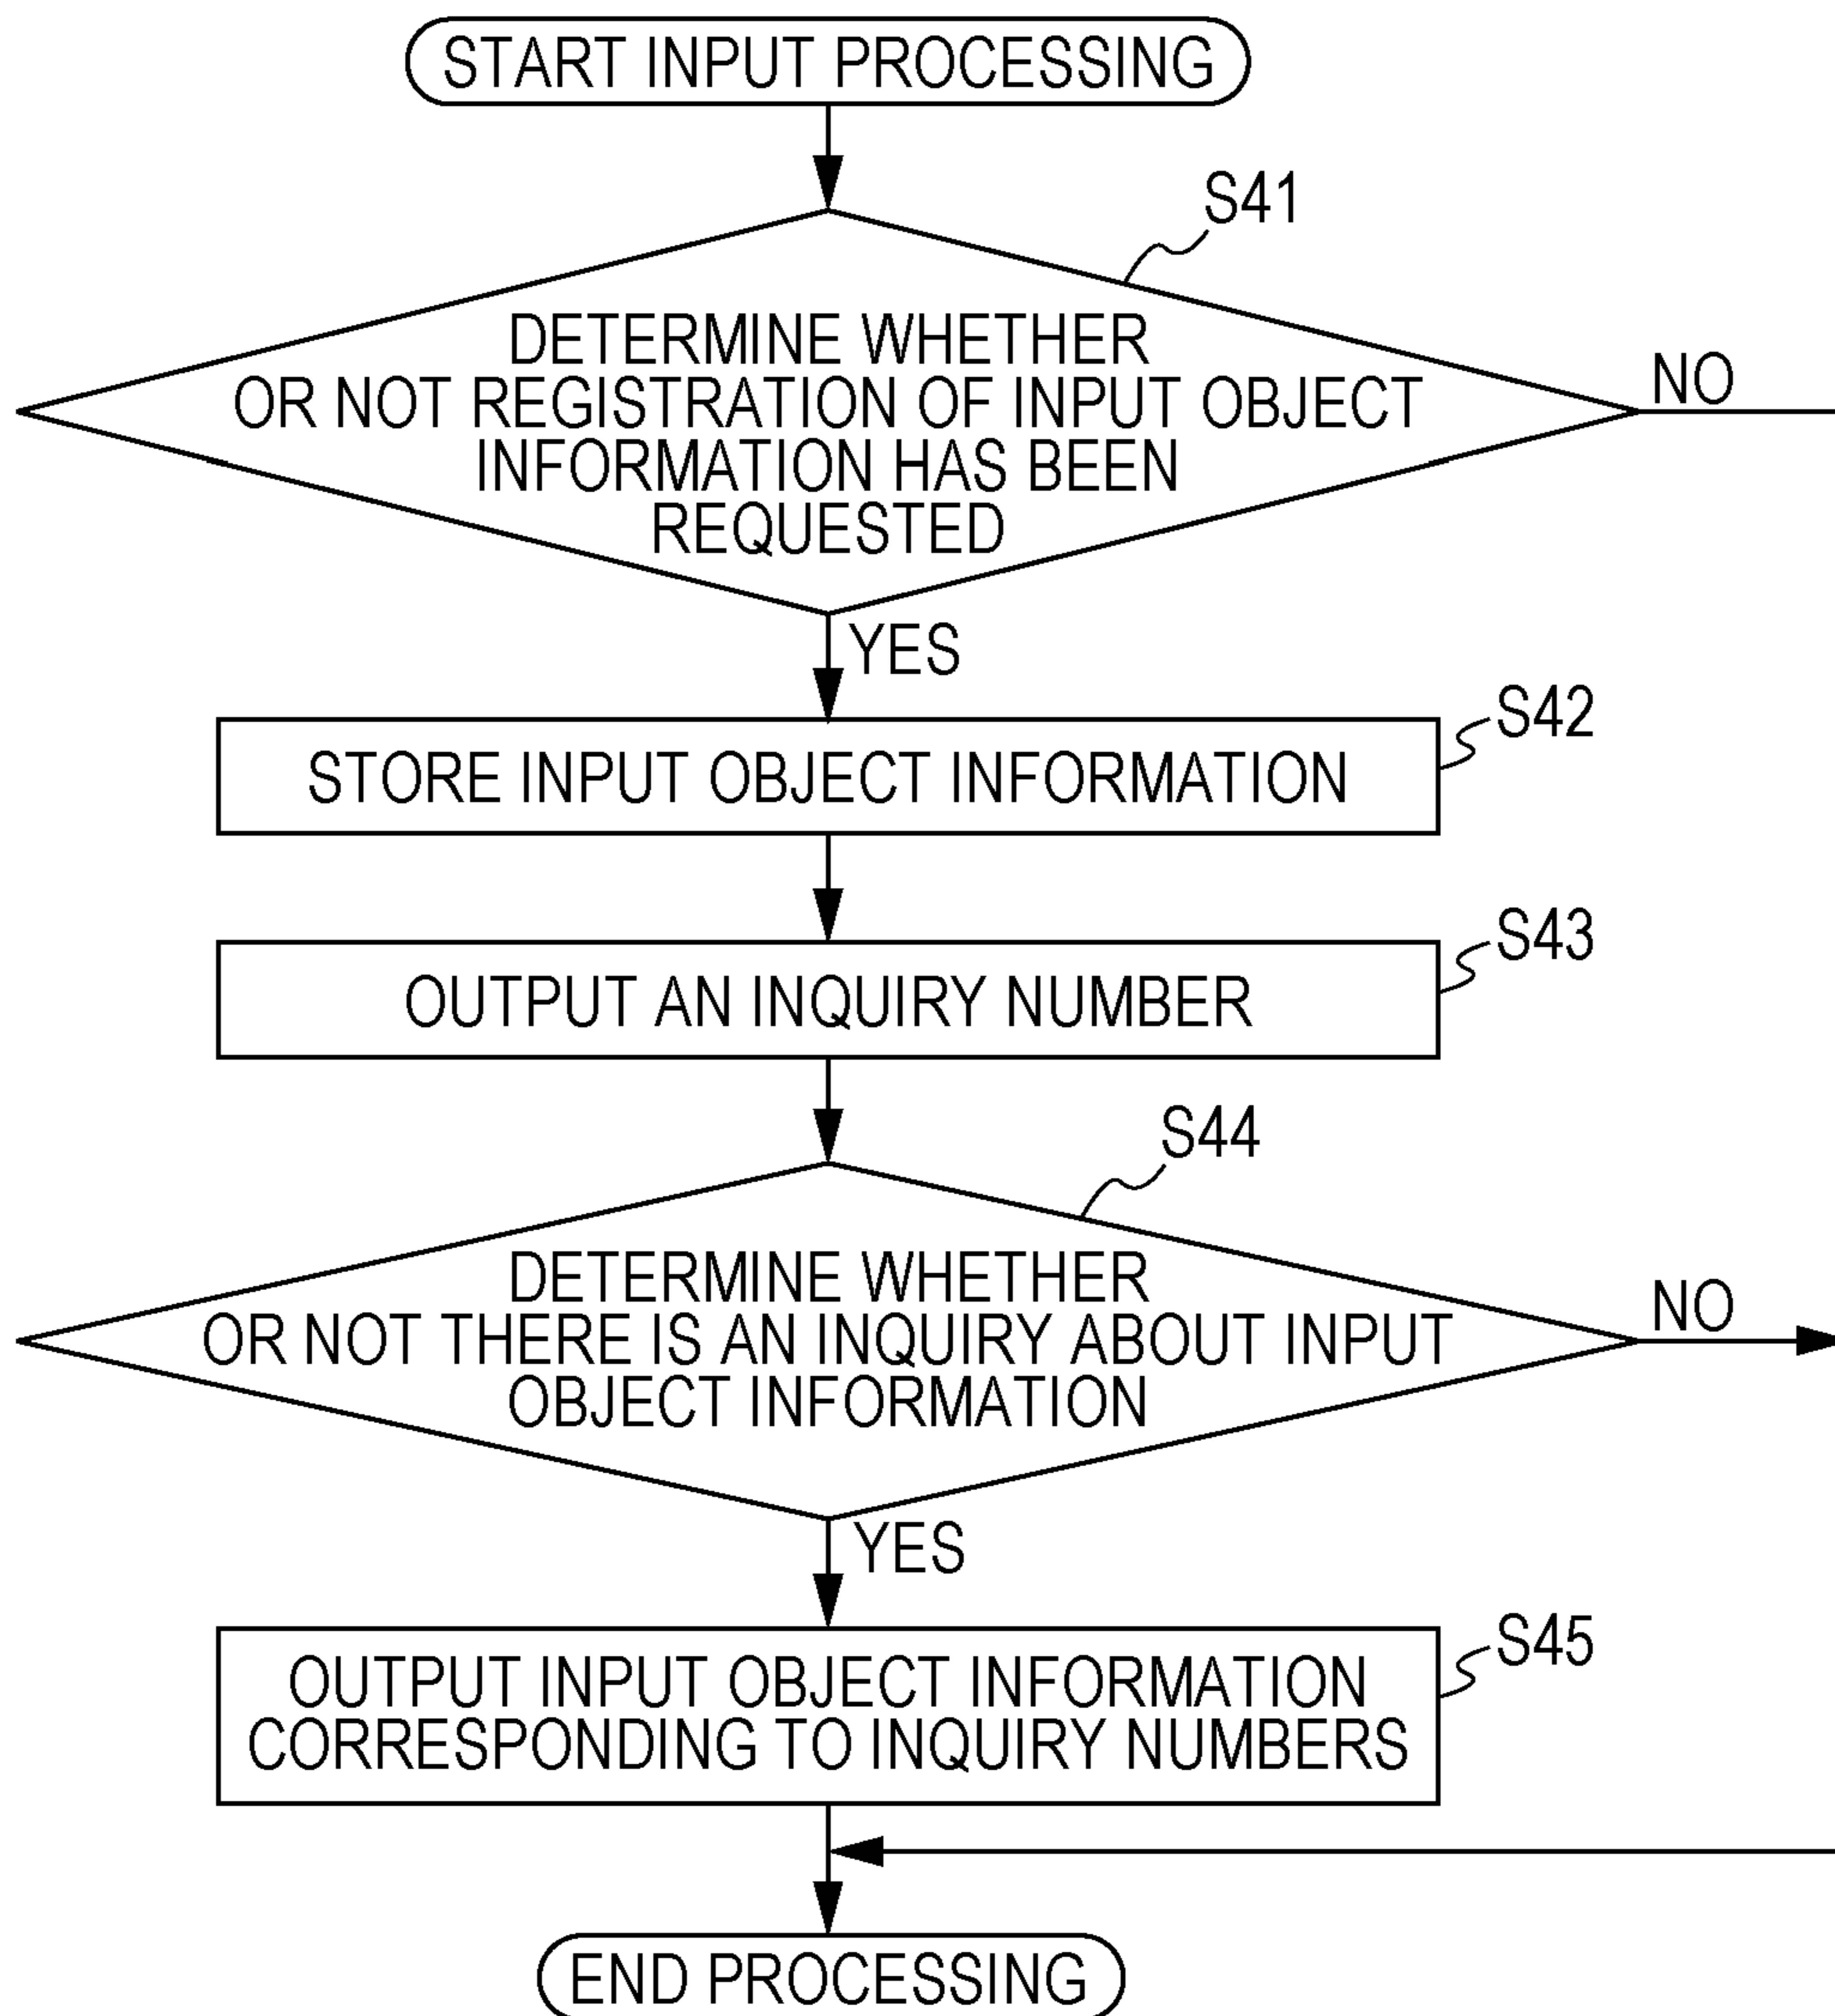 START INPUT PROCESSING
S41
DETERMINE WHETHER
OR NOT REGISTRATION OF INPUT OBJECT
INFORMATION HAS BEEN
REQUESTED
NO
YES
S42
STORE INPUT OBJECT INFORMATION
S43
OUTPUT AN INQUIRY NUMBER
S44
DETERMINE WHETHER
OR NOT THERE IS AN INQUIRY ABOUT INPUT
OBJECT INFORMATION
NO
YES
S45
OUTPUT INPUT OBJECT INFORMATION
CORRESPONDING TO INQUIRY NUMBERS
END PROCESSING